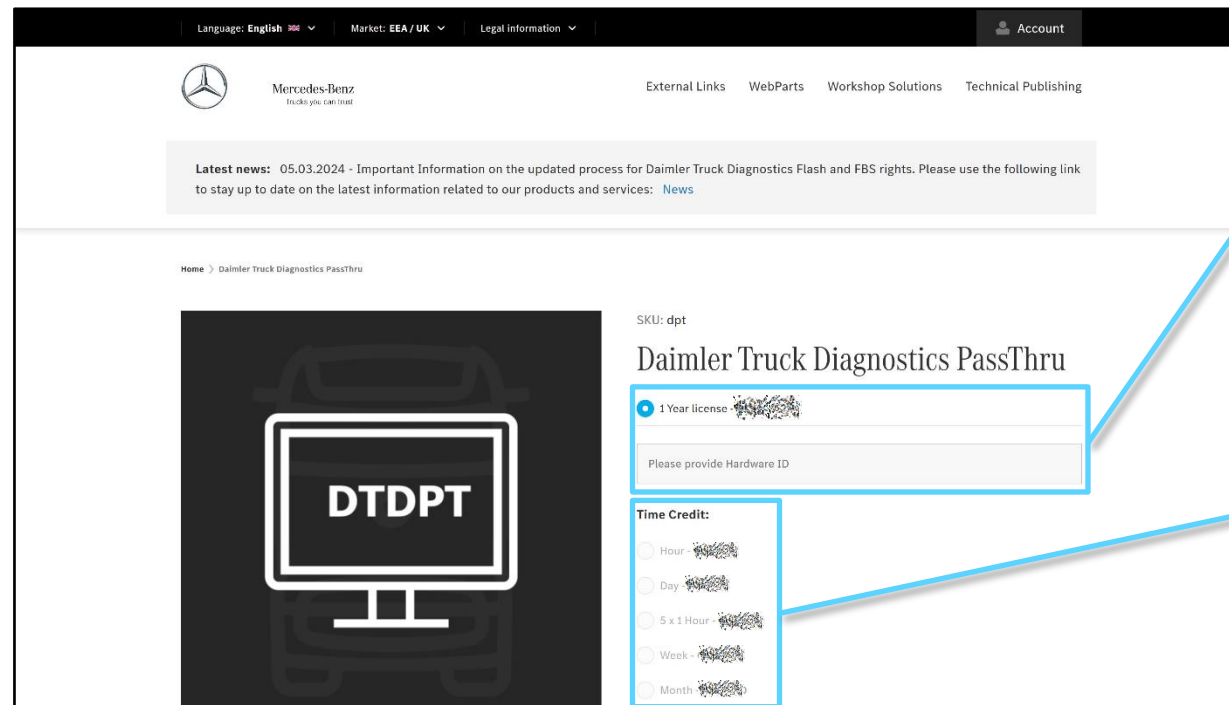 Language: English
Market: EEA / UK
Legal information
Account
Mercedes-Benz
Trucks you can trust
External Links WebParts Workshop Solutions Technical Publishing
Latest news: 05.03.2024 - Important Information on the updated process for Daimler Truck Diagnostics Flash and FBS rights. Please use the following link
to stay up to date on the latest information related to our products and services: News
Home > Daimler Truck Diagnostics PassThru
SKU: dpt
Daimler Truck Diagnostics PassThru
1 Year license -
Please provide Hardware ID
DTDPT
Time Credit:
Hour -
Day -
5 x 1 Hour -
Week -
Month -